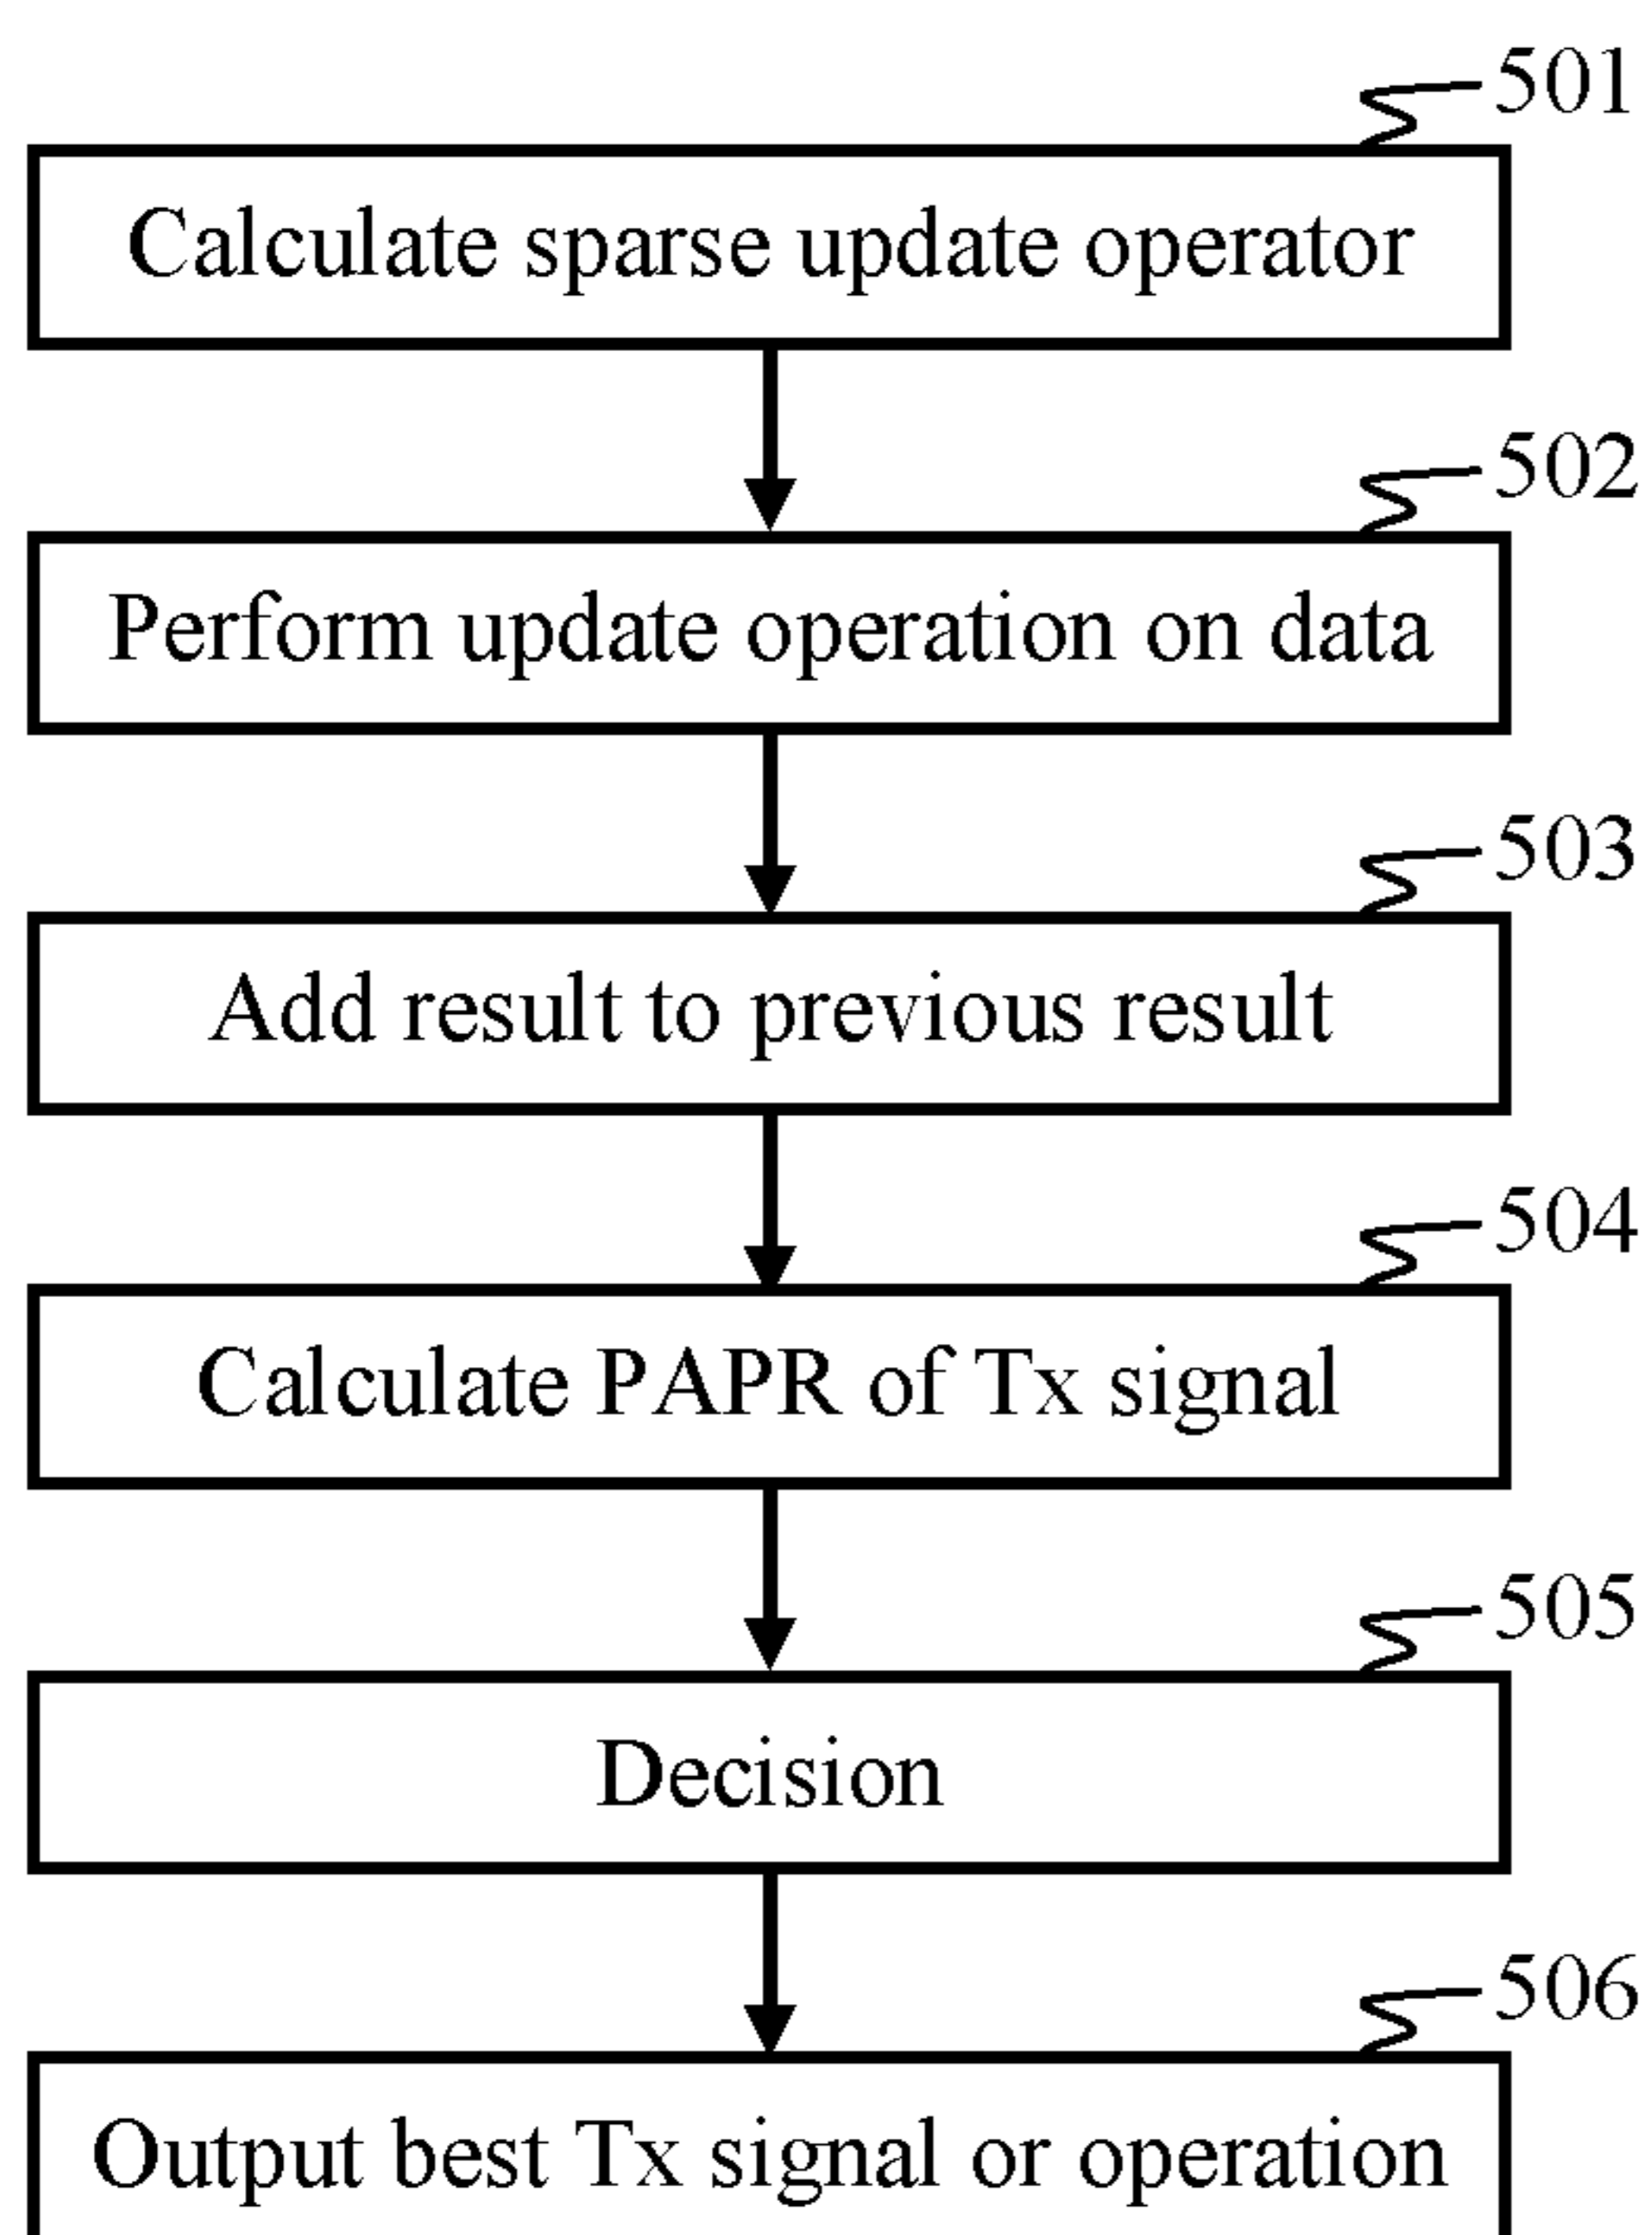 501
Calculate sparse update operator
502
Perform update operation on data
503
Add result to previous result
504
Calculate PAPR of Tx signal
505
Decision
506
Output best Tx signal or operation